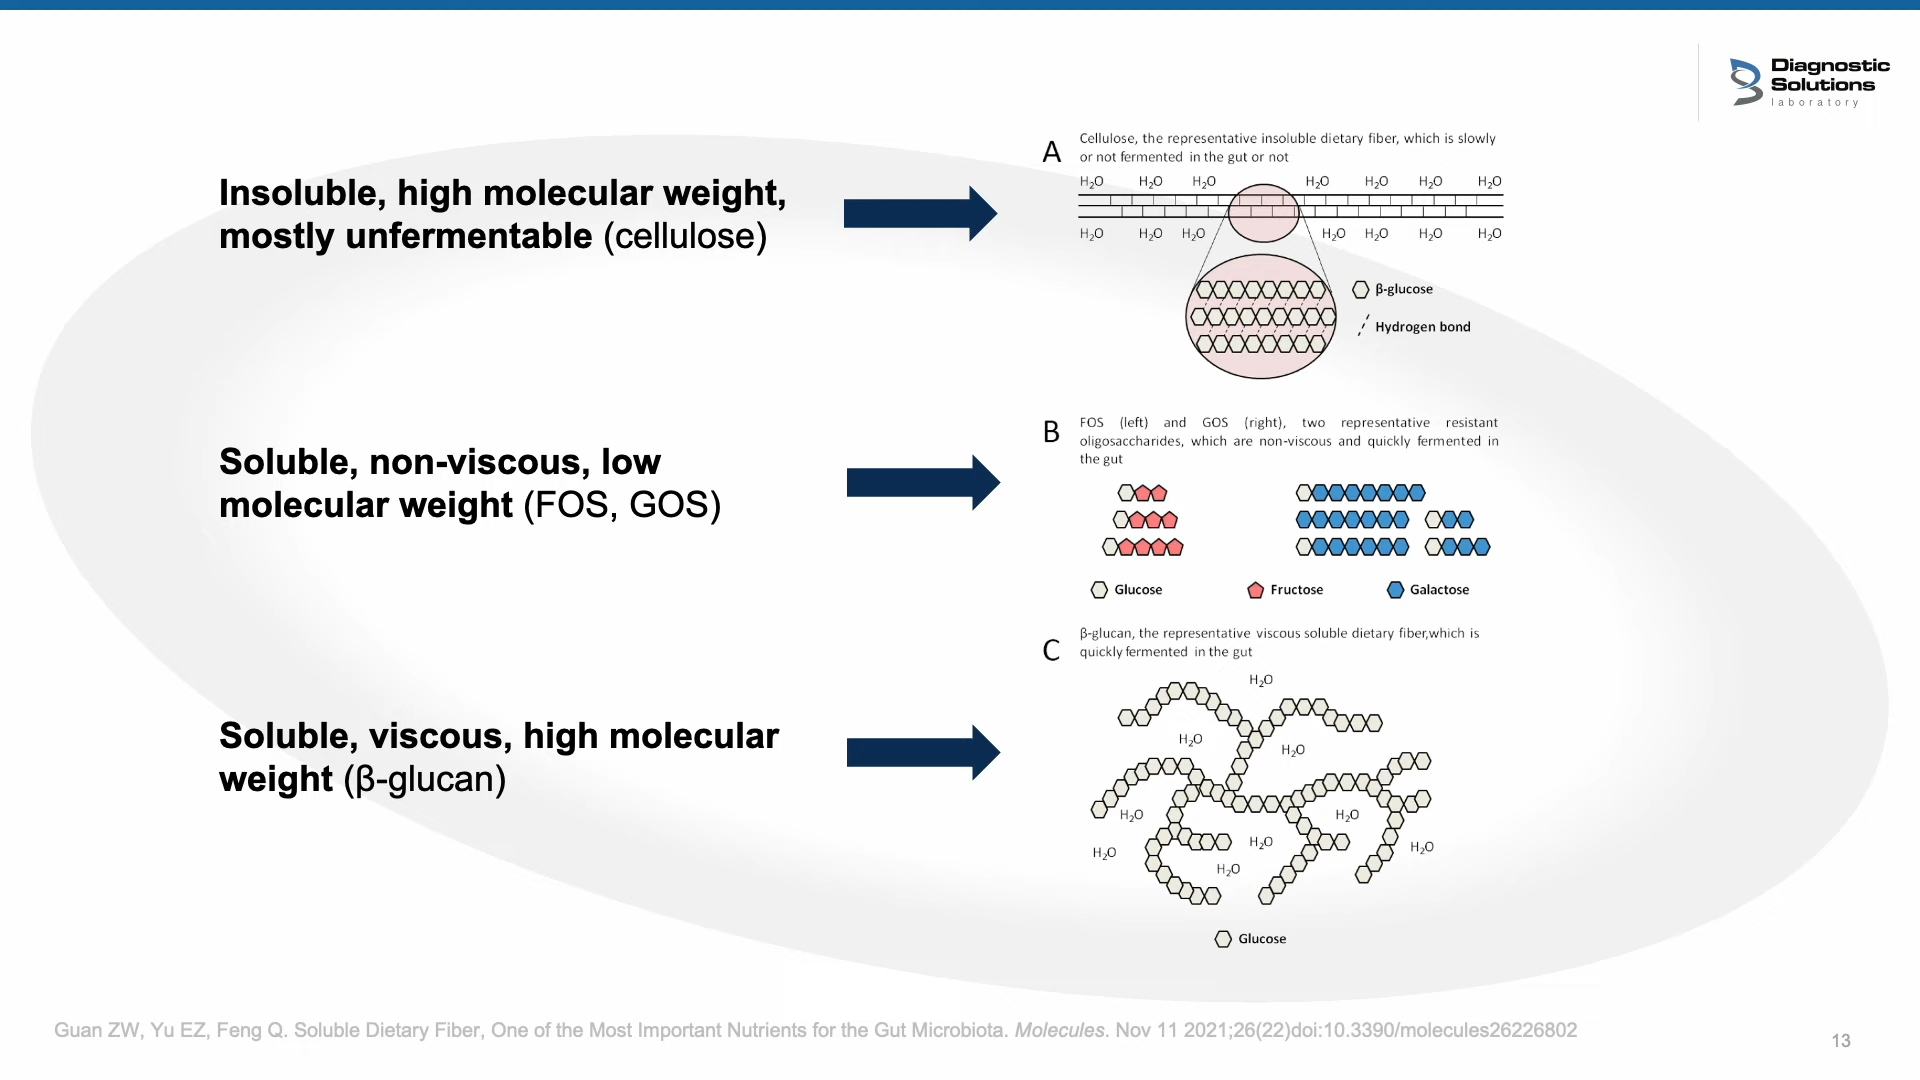 Diagnostic
Solutions
laboratory
Insoluble, high molecular weight,
mostly unfermentable (cellulose)
A
Cellulose, the representative insoluble dietary fiber, which is slowly
or not fermented in the gut or not
H₂O H₂O H₂O H₂O H₂O H₂O H₂O
H₂O H₂O H₂O H₂O H₂O H₂O H₂O
β-glucose
Hydrogen bond
Soluble, non-viscous, low
molecular weight (FOS, GOS)
B
FOS (left) and GOS (right), two representative resistant
oligosaccharides, which are non-viscous and quickly fermented in
the gut
Glucose Fructose Galactose
Soluble, viscous, high molecular
weight (β-glucan)
C
β-glucan, the representative viscous soluble dietary fiber,which is
quickly fermented in the gut
H₂O
H₂O
H₂O
H₂O H₂O
H₂O
H₂O
H₂O
H₂O
Glucose
Guan ZW, Yu EZ, Feng Q. Soluble Dietary Fiber, One of the Most Important Nutrients for the Gut Microbiota. Molecules. Nov 11 2021;26(22)doi:10.3390/molecules26226802
13